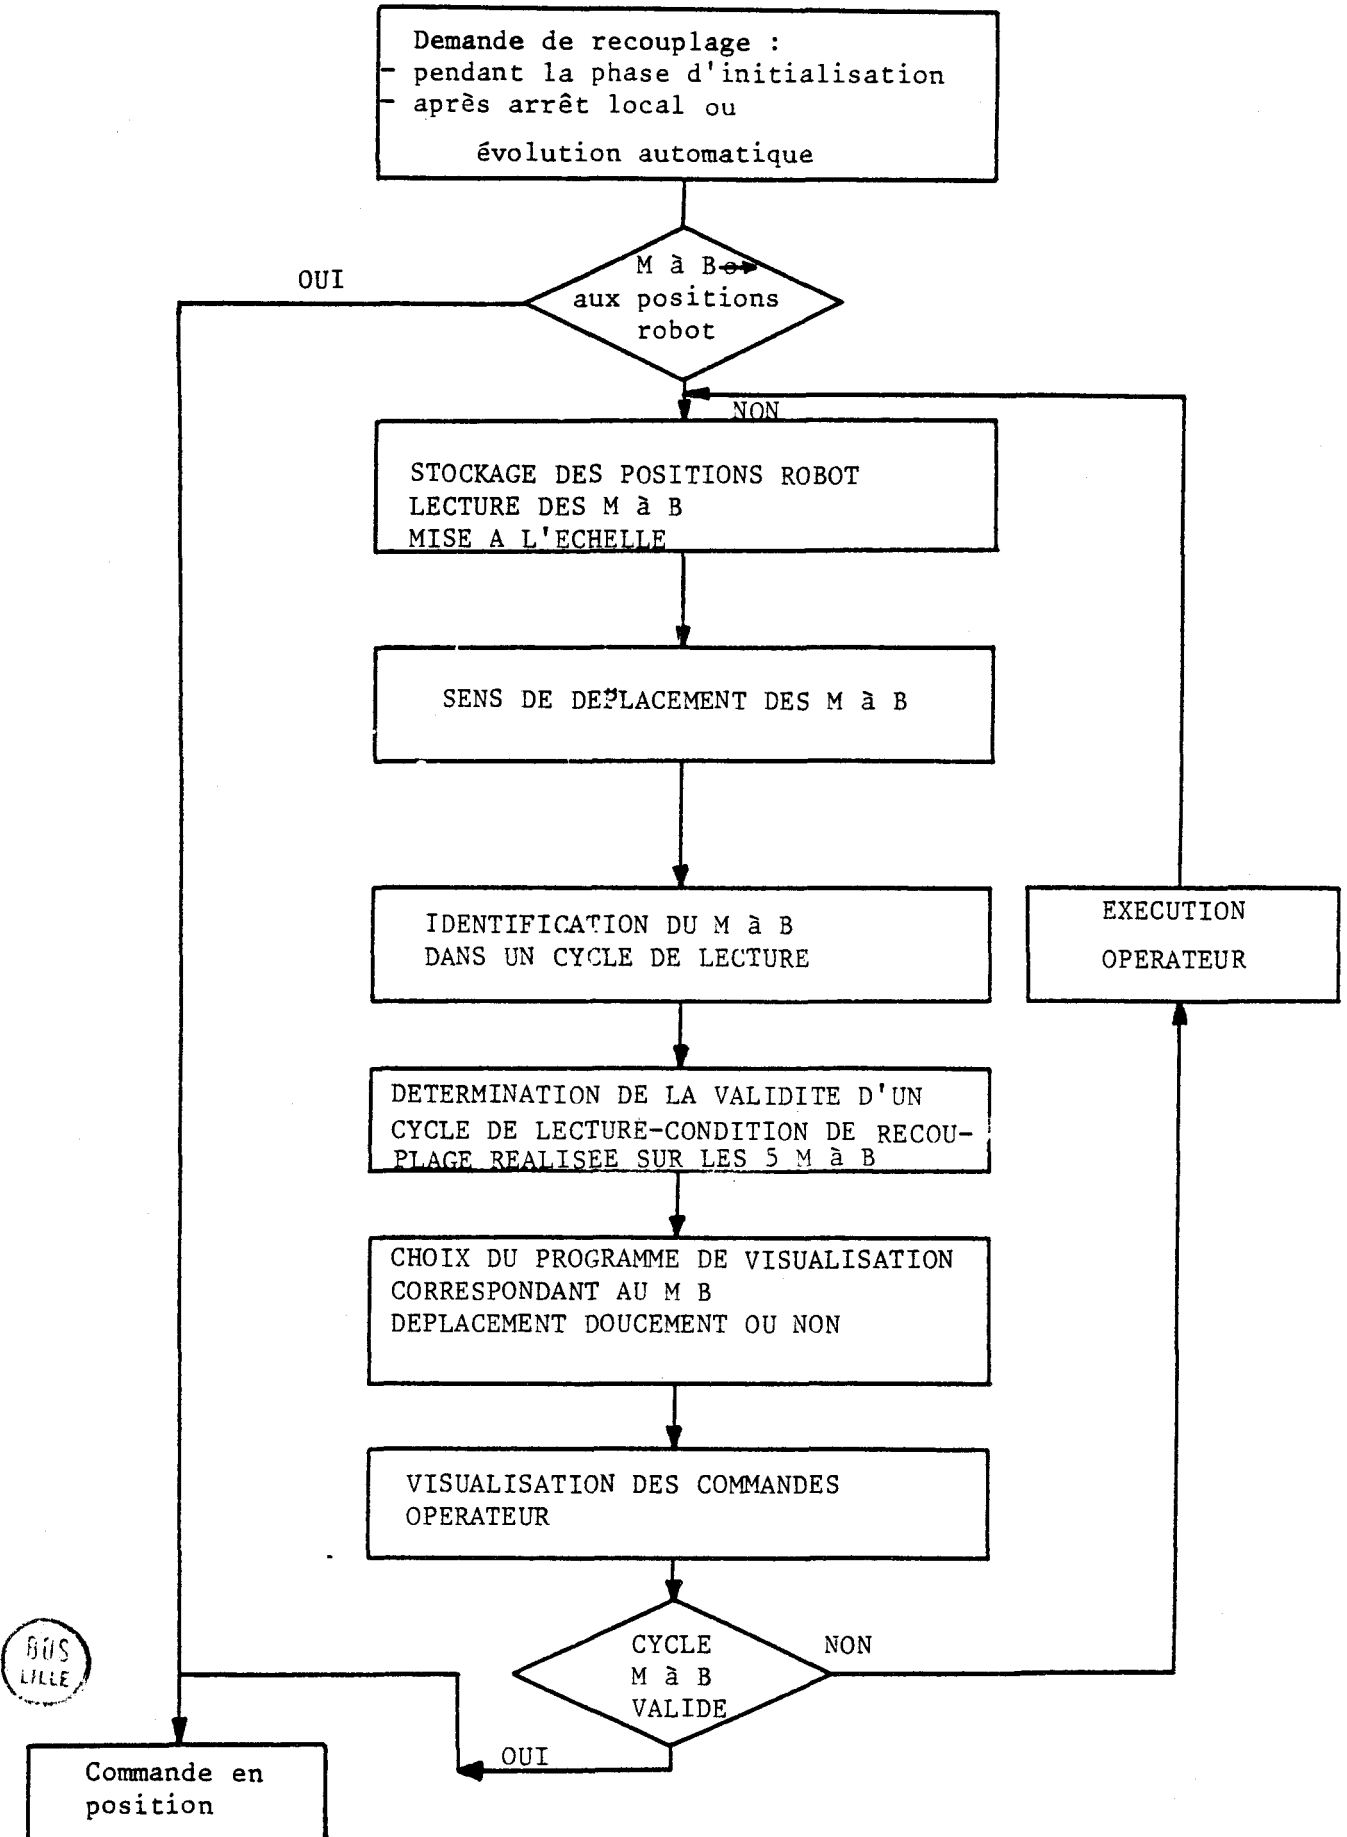 Demande de recouplage :
- pendant la phase d'initialisation
- après arrêt local ou
évolution automatique
OUI
M à B
aux positions
robot
NON
STOCKAGE DES POSITIONS ROBOT
LECTURE DES M à B
MISE A L'ECHELLE
SENS DE DEPLACEMENT DES M à B
IDENTIFICATION DU M à B
DANS UN CYCLE DE LECTURE
EXECUTION
OPERATEUR
DETERMINATION DE LA VALIDITE D'UN
CYCLE DE LECTURE-CONDITION DE RECOU-
PLAGE REALISEE SUR LES 5 M à B
CHOIX DU PROGRAMME DE VISUALISATION
CORRESPONDANT AU M B
DEPLACEMENT DOUCEMENT OU NON
VISUALISATION DES COMMANDES
OPERATEUR
CYCLE
M à B
VALIDE
NON
BUS
LILLE
OUI
Commande en
position